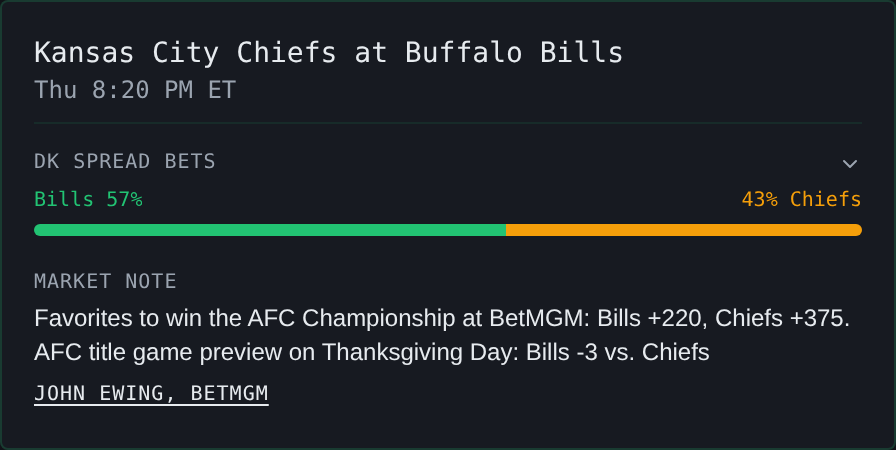 Kansas City Chiefs at Buffalo Bills
Thu 8:20 PM ET
DK SPREAD BETS
Bills 57%
43% Chiefs
MARKET NOTE
Favorites to win the AFC Championship at BetMGM: Bills +220, Chiefs +375.
AFC title game preview on Thanksgiving Day: Bills -3 vs. Chiefs
JOHN EWING, BETMGM